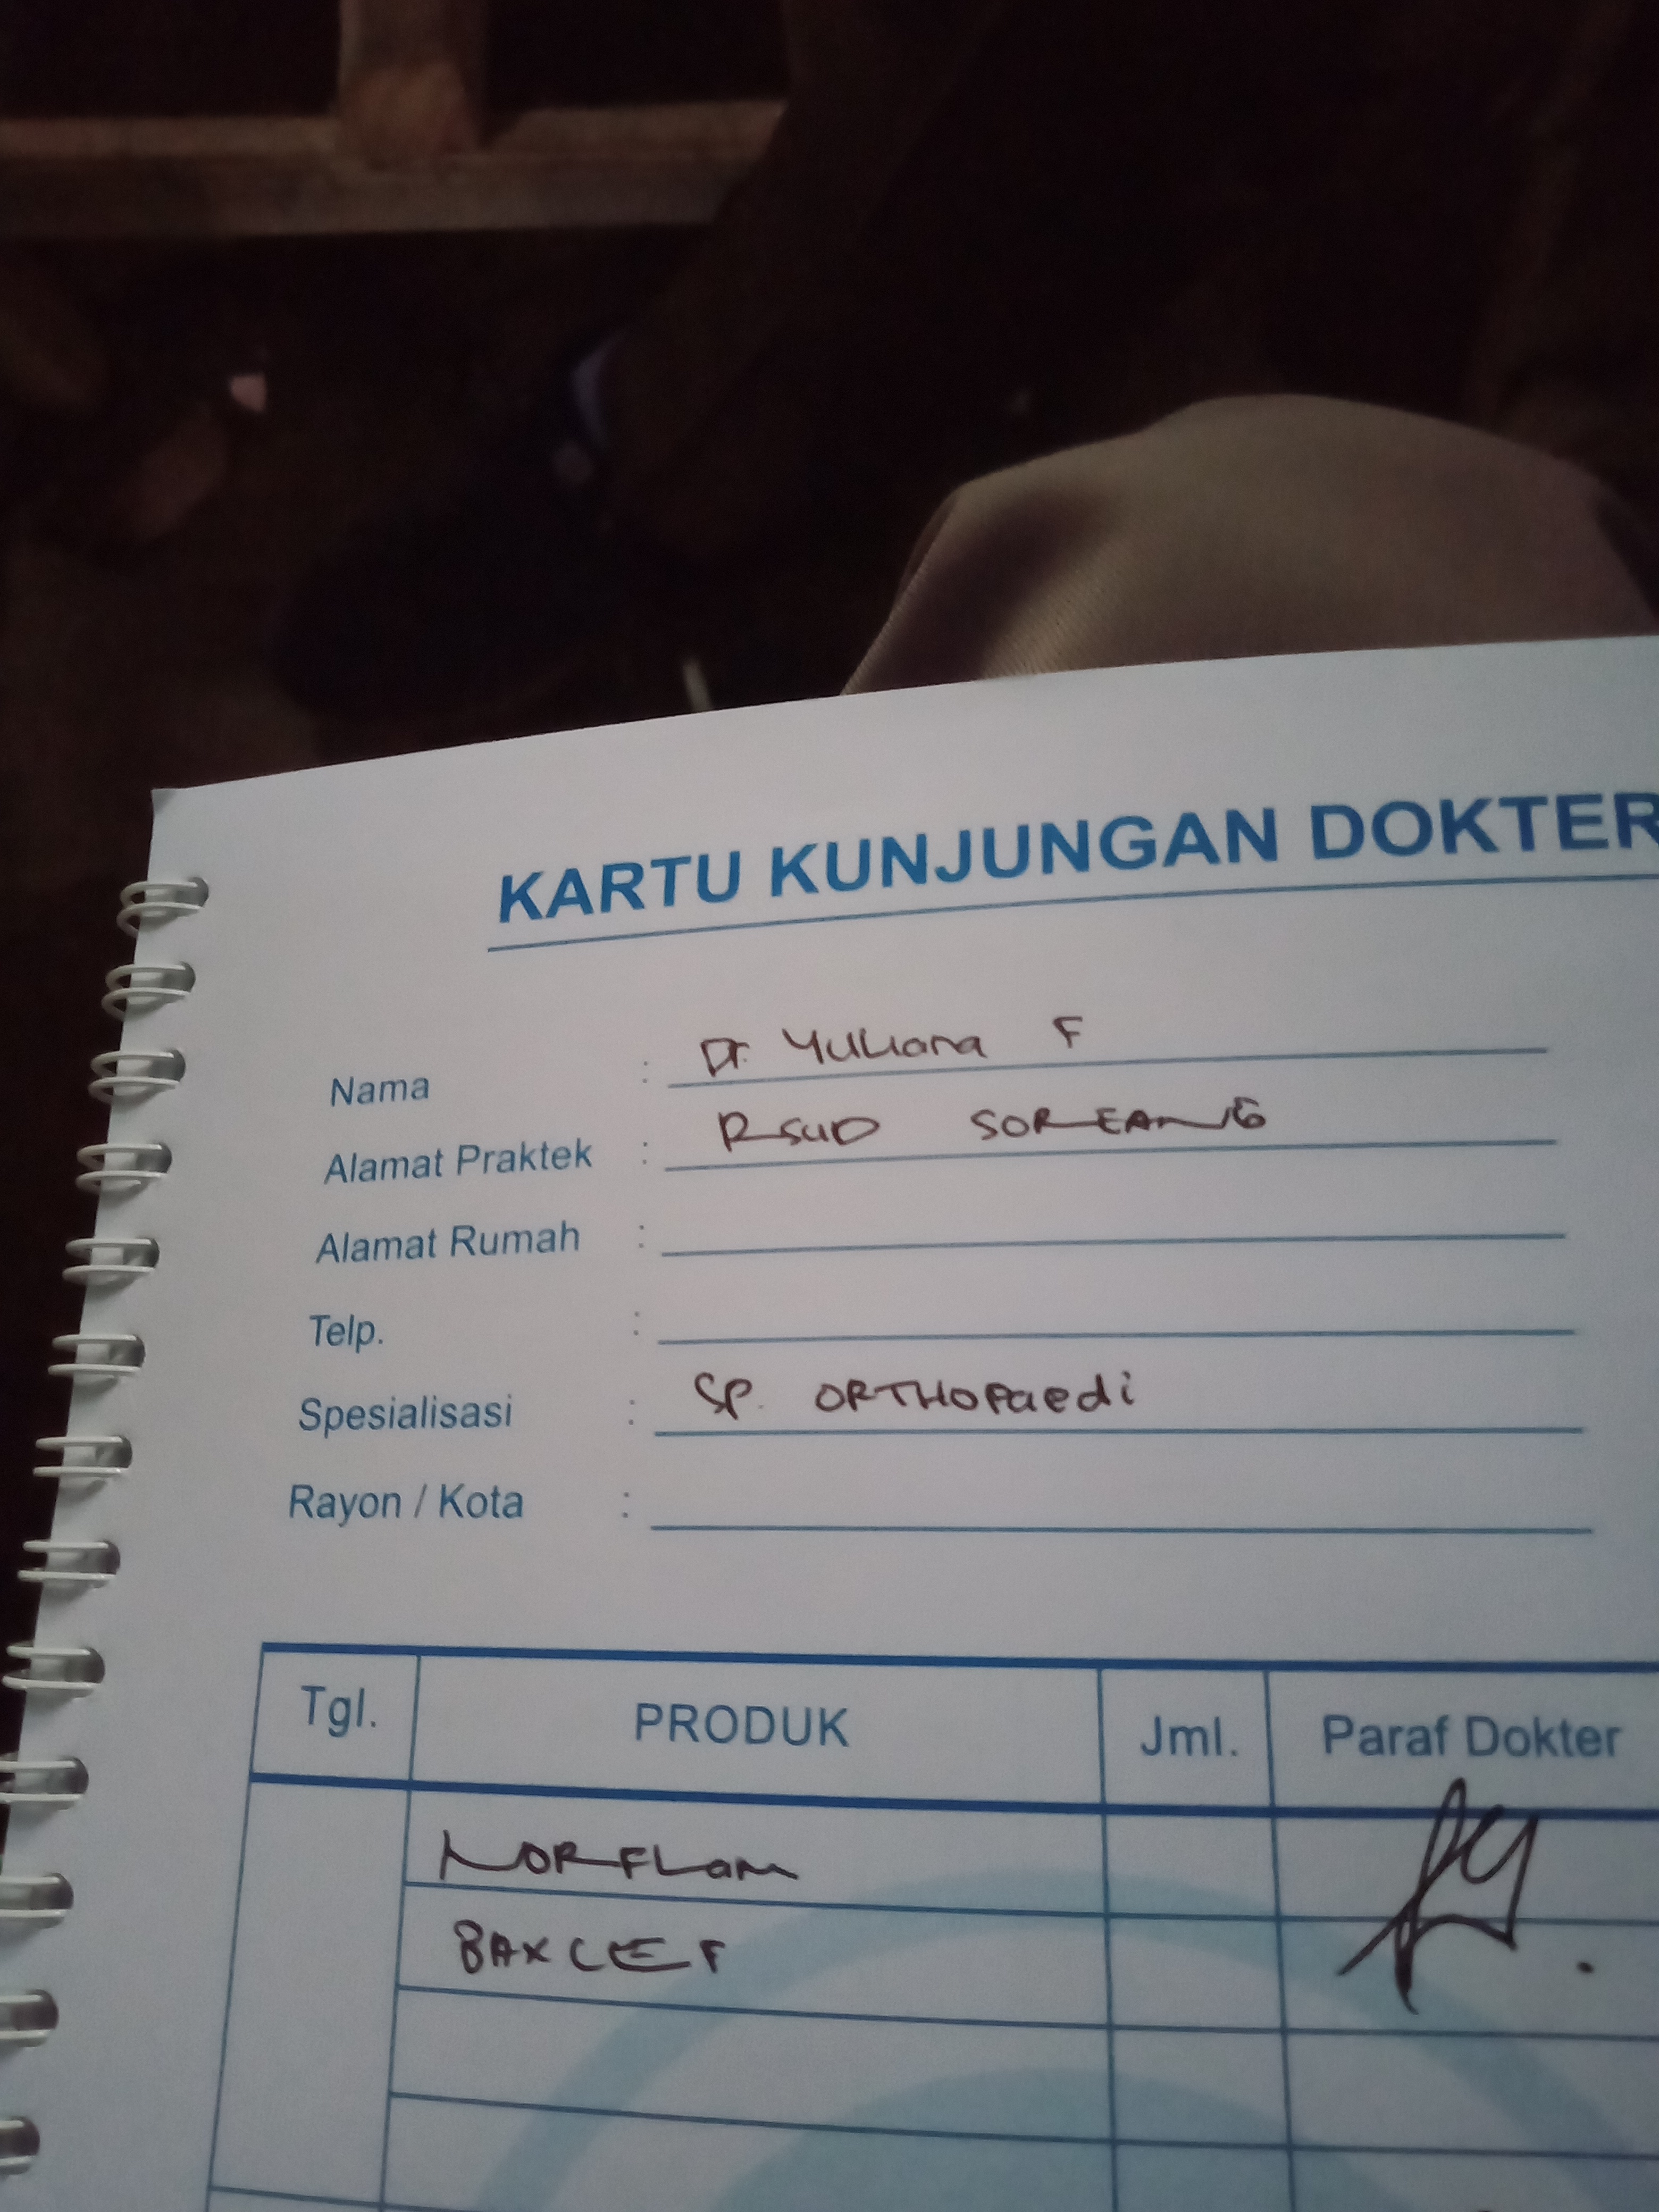 KARTU KUNJUNGAN DOKTER
Nama : Dr. Yuliana F
Alamat Praktek : RSUD SOREANG
Alamat Rumah :
Telp. :
Spesialisasi : SP. ORTHOPaedi
Rayon / Kota :
Tgl. PRODUK Jml. Paraf Dokter
NORFLam
BAXCEF